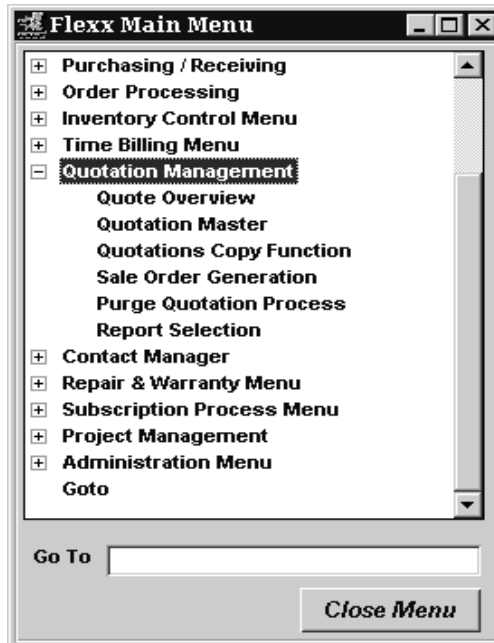 Flexx Main Menu
Purchasing / Receiving
Order Processing
Inventory Control Menu
Time Billing Menu
Quotation Management
Quote Overview
Quotation Master
Quotations Copy Function
Sale Order Generation
Purge Quotation Process
Report Selection
Contact Manager
Repair & Warranty Menu
Subscription Process Menu
Project Management
Administration Menu
Goto
Go To
Close Menu